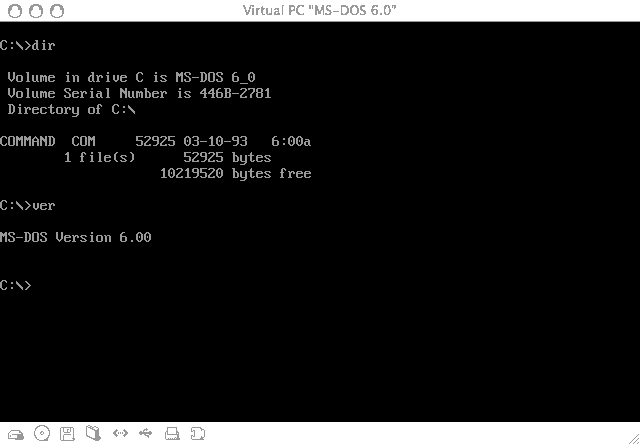 Virtual PC "MS-DOS 6.0"
C:\>dir
Volume in drive C is MS-DOS 6_0
Volume Serial Number is 446B-2781
Directory of C:\
COMMAND  COM     52925 03-10-93   6:00a
1 file(s)      52925 bytes
10219520 bytes free
C:\>ver
MS-DOS Version 6.00
C:\>